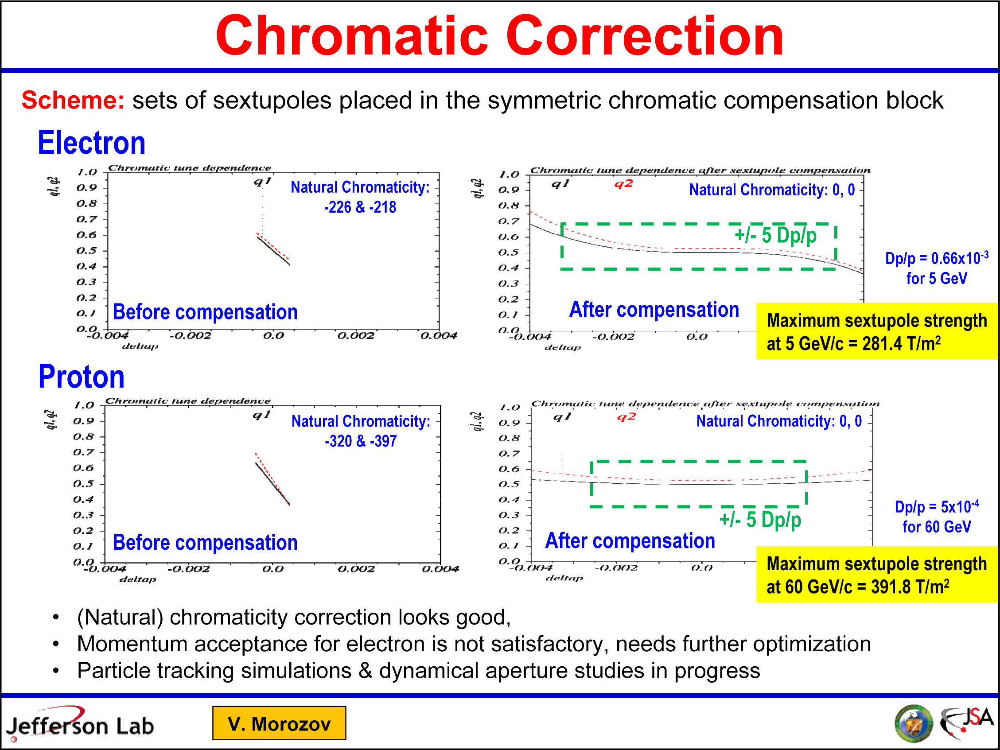 Chromatic Correction
Scheme: sets of sextupoles placed in the symmetric chromatic compensation block
Electron
Chromatic tune dependence
q1, q2
1.0
0.9
0.8
0.7
0.6
0.5
0.4
0.3
0.2
0.1
0.0
q1
Natural Chromaticity:
-226 & -218
Before compensation
-0.004 -0.002 0.0 0.002 0.004
deltap
Chromatic tune dependence after sextupole compensation
q1, q2
1.0
0.9
0.8
0.7
0.6
0.5
0.4
0.3
0.2
0.1
0.0
q1 q2
Natural Chromaticity: 0, 0
+/- 5 Dp/p
After compensation
-0.004 -0.002 0.0
deltap
Dp/p = 0.66x10-3
for 5 GeV
Maximum sextupole strength
at 5 GeV/c = 281.4 T/m2
Proton
Chromatic tune dependence
q1, q2
1.0
0.9
0.8
0.7
0.6
0.5
0.4
0.3
0.2
0.1
0.0
q1
Natural Chromaticity:
-320 & -397
Before compensation
-0.004 -0.002 0.0 0.002 0.004
deltap
Chromatic tune dependence after sextupole compensation
q1, q2
1.0
0.9
0.8
0.7
0.6
0.5
0.4
0.3
0.2
0.1
0.0
q1 q2
Natural Chromaticity: 0, 0
+/- 5 Dp/p
After compensation
-0.004 -0.002 0.0
deltap
Dp/p = 5x10-4
for 60 GeV
Maximum sextupole strength
at 60 GeV/c = 391.8 T/m2
• (Natural) chromaticity correction looks good,
• Momentum acceptance for electron is not satisfactory, needs further optimization
• Particle tracking simulations & dynamical aperture studies in progress
Jefferson Lab
V. Morozov
JSA